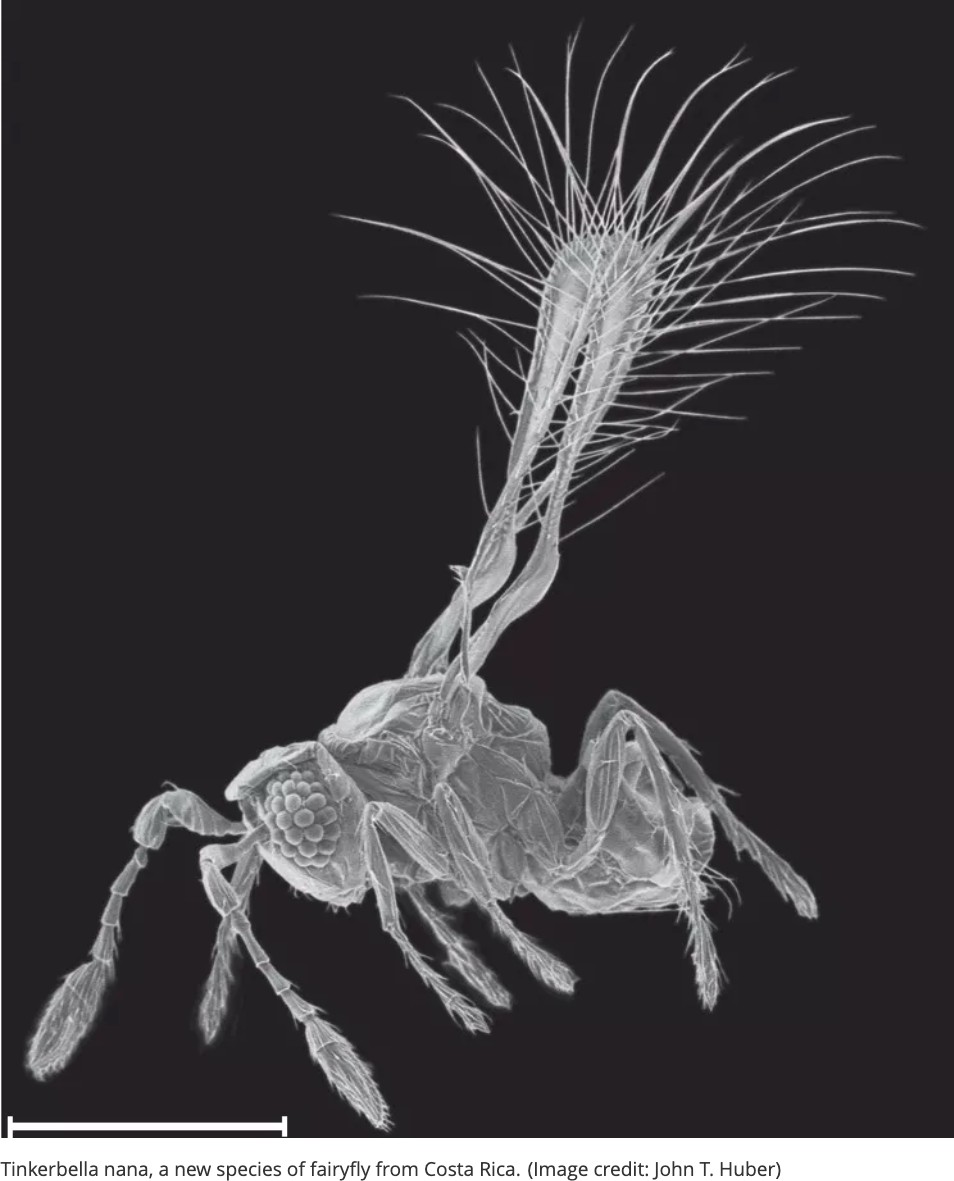 Tinkerbella nana, a new species of fairyfly from Costa Rica. (Image credit: John T. Huber)